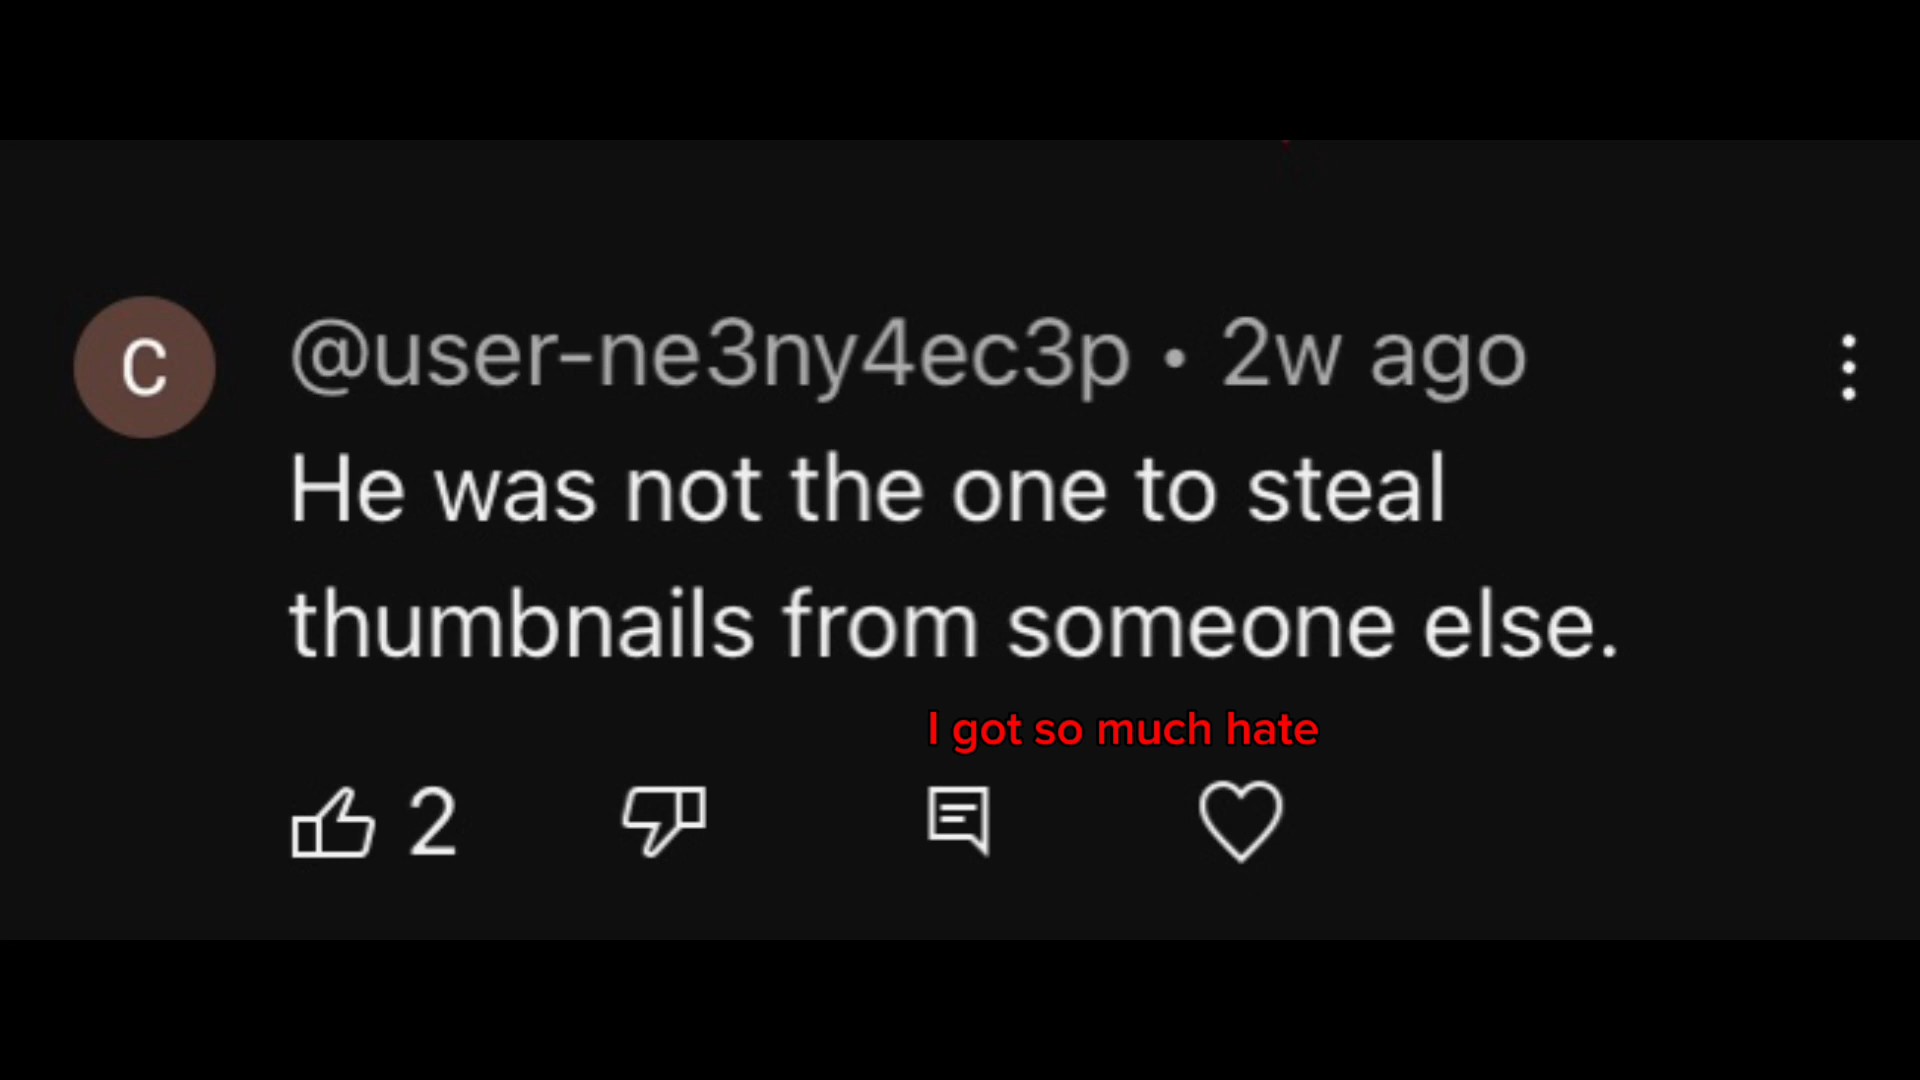 C
@user-ne3ny4ec3p • 2w ago
He was not the one to steal
thumbnails from someone else.
I got so much hate
2